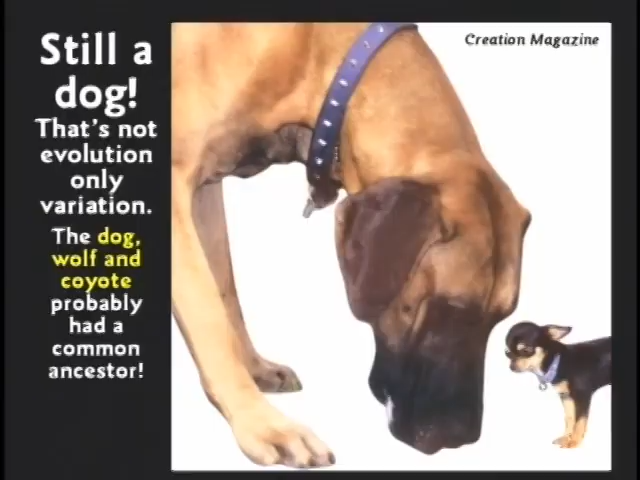 Still a
dog!
That's not
evolution
only
variation.
The dog,
wolf and
coyote
probably
had a
common
ancestor!
Creation Magazine